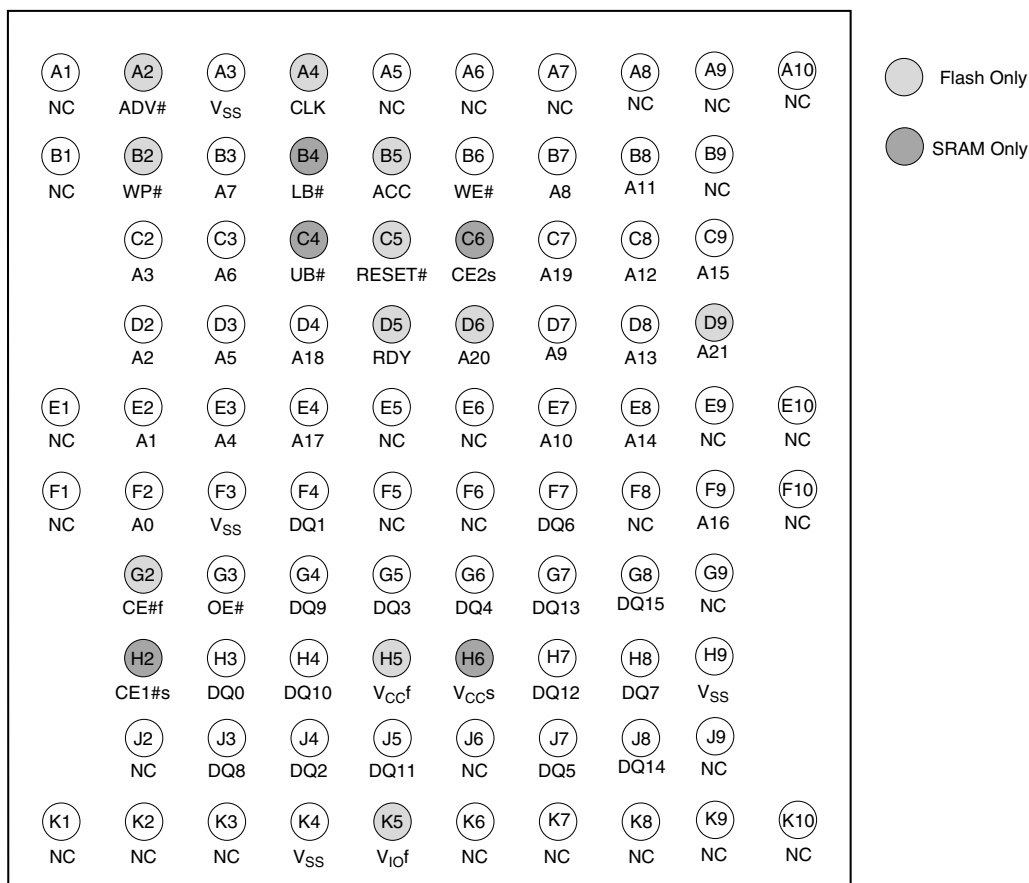 A1 A2 A3 A4 A5 A6 A7 A8 A9 A10
NC ADV# VSS CLK NC NC NC NC NC NC
Flash Only
B1 B2 B3 B4 B5 B6 B7 B8 B9
NC WP# A7 LB# ACC WE# A8 A11 NC
SRAM Only
C2 C3 C4 C5 C6 C7 C8 C9
A3 A6 UB# RESET# CE2s A19 A12 A15
D2 D3 D4 D5 D6 D7 D8 D9
A2 A5 A18 RDY A20 A9 A13 A21
E1 E2 E3 E4 E5 E6 E7 E8 E9 E10
NC A1 A4 A17 NC NC A10 A14 NC NC
F1 F2 F3 F4 F5 F6 F7 F8 F9 F10
NC A0 VSS DQ1 NC NC DQ6 NC A16 NC
G2 G3 G4 G5 G6 G7 G8 G9
CE#f OE# DQ9 DQ3 DQ4 DQ13 DQ15 NC
H2 H3 H4 H5 H6 H7 H8 H9
CE1#s DQ0 DQ10 VCCf VCCs DQ12 DQ7 VSS
J2 J3 J4 J5 J6 J7 J8 J9
NC DQ8 DQ2 DQ11 NC DQ5 DQ14 NC
K1 K2 K3 K4 K5 K6 K7 K8 K9 K10
NC NC NC VSS VIOf NC NC NC NC NC